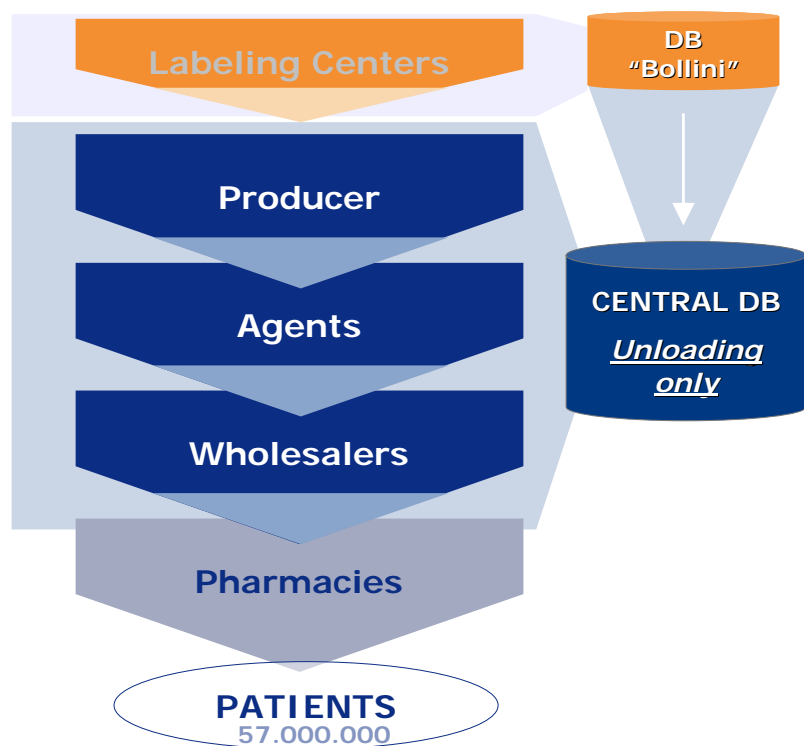 Labeling Centers
DB
“Bollini”
Producer
Agents
Wholesalers
Pharmacies
CENTRAL DB
Unloading
only
PATIENTS
57.000.000